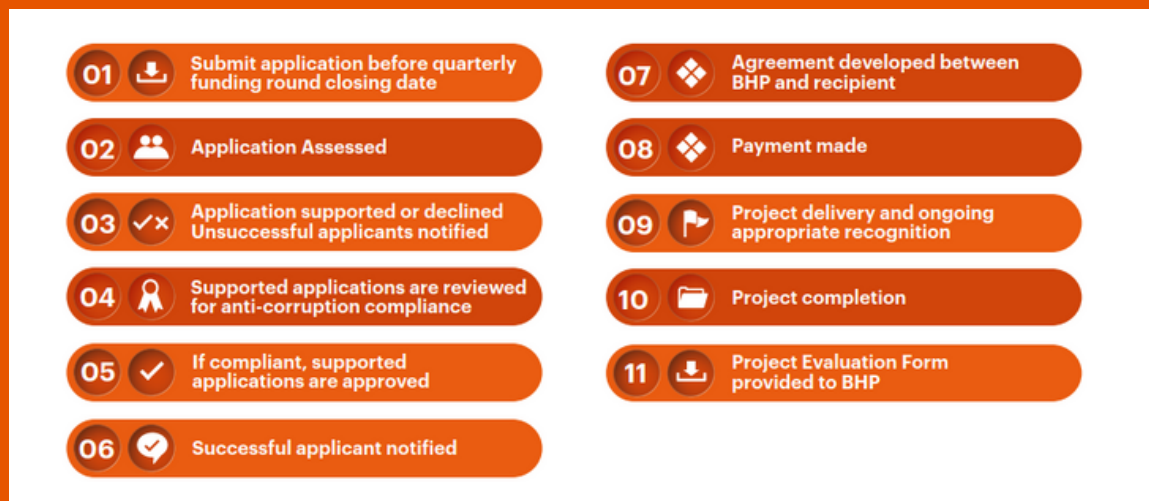 01
Submit application before quarterly
funding round closing date
02
Application Assessed
03
Application supported or declined
Unsuccessful applicants notified
04
Supported applications are reviewed
for anti-corruption compliance
05
If compliant, supported
applications are approved
06
Successful applicant notified
07
Agreement developed between
BHP and recipient
08
Payment made
09
Project delivery and ongoing
appropriate recognition
10
Project completion
11
Project Evaluation Form
provided to BHP